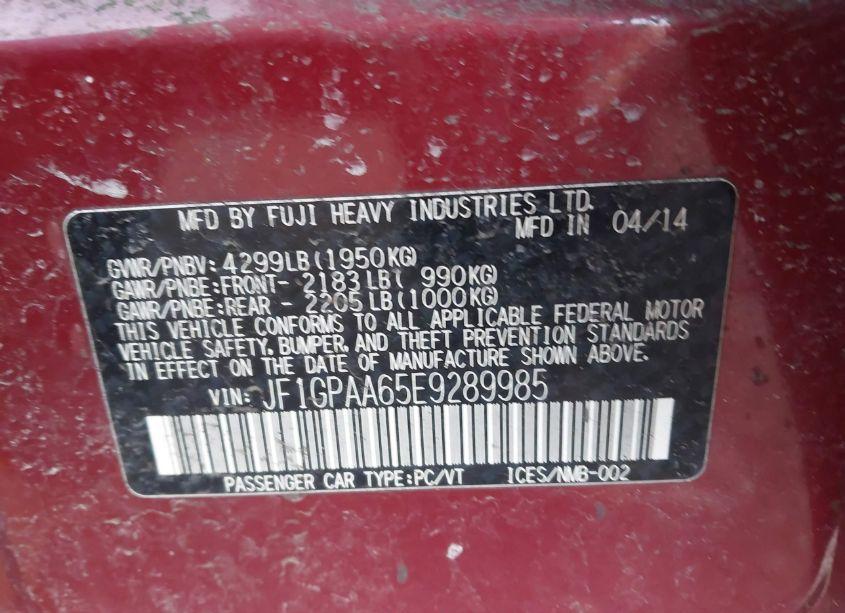 MFD BY FUJI HEAVY INDUSTRIES LTD.
MFD IN 04/14
GVWR/PNBV: 4299LB(1950KG)
GAWR/PNBE:FRONT- 2183LB( 990KG)
GAWR/PNBE:REAR - 2205LB(1000KG)
THIS VEHICLE CONFORMS TO ALL APPLICABLE FEDERAL MOTOR
VEHICLE SAFETY, BUMPER, AND THEFT PREVENTION STANDARDS
IN EFFECT ON THE DATE OF MANUFACTURE SHOWN ABOVE.
VIN: JF1GPAA65E9289985
PASSENGER CAR TYPE:PC/VT ICES/NMB-002